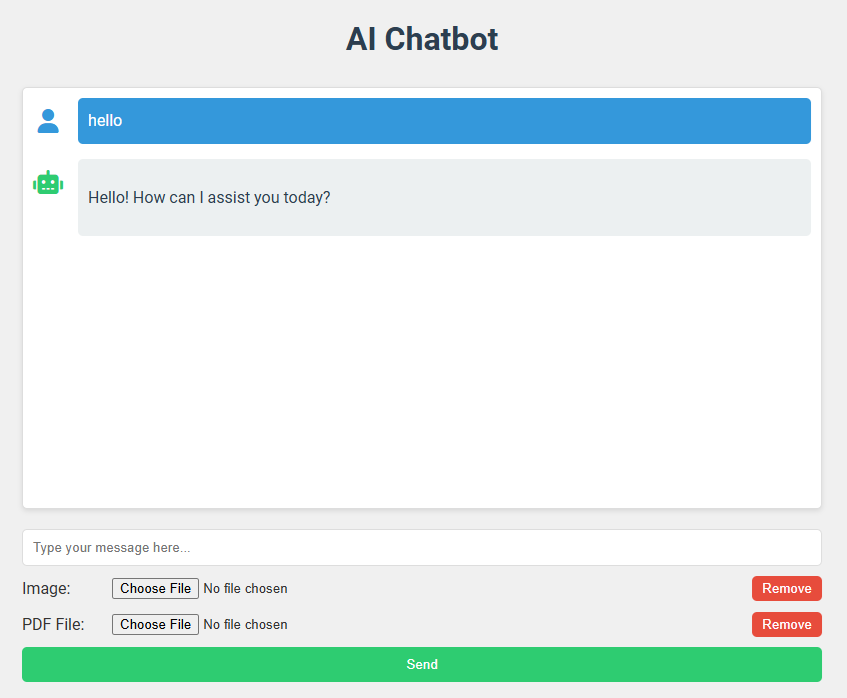 AI Chatbot
hello
Hello! How can I assist you today?
Type your message here...
Image: Choose File No file chosen Remove
PDF File: Choose File No file chosen Remove
Send